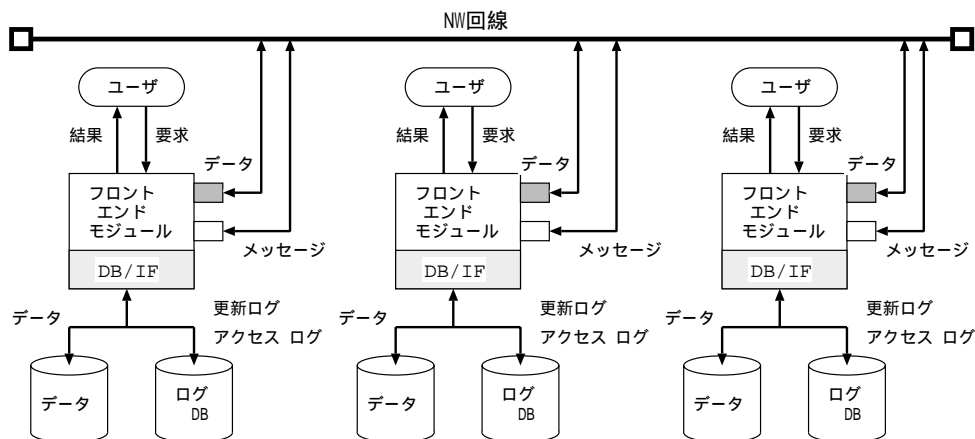 NW回線
ユーザ
ユーザ
ユーザ
結果
要求
結果
要求
結果
要求
データ
データ
データ
フロント
エンド
モジュール
フロント
エンド
モジュール
フロント
エンド
モジュール
メッセージ
メッセージ
メッセージ
DB/IF
DB/IF
DB/IF
データ
更新ログ
アクセス ログ
データ
更新ログ
アクセス ログ
データ
更新ログ
アクセス ログ
データ
ログ
DB
データ
ログ
DB
データ
ログ
DB